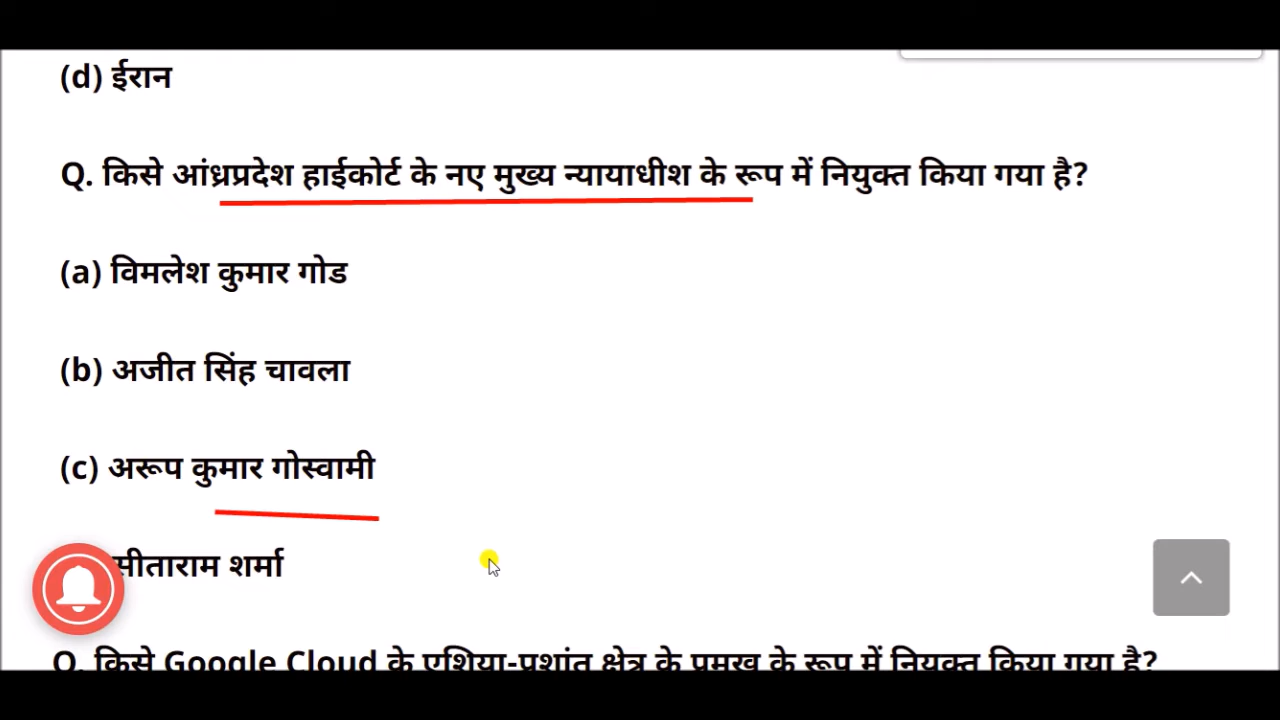 (d) ईरान
Q. किसे आंध्रप्रदेश हाईकोर्ट के नए मुख्य न्यायाधीश के रूप में नियुक्त किया गया है?
(a) विमलेश कुमार गोड
(b) अजीत सिंह चावला
(c) अरूप कुमार गोस्वामी
सीताराम शर्मा
Q. किसे Google Cloud के एशिया-प्रशांत क्षेत्र के प्रमुख के रूप में नियुक्त किया गया है?